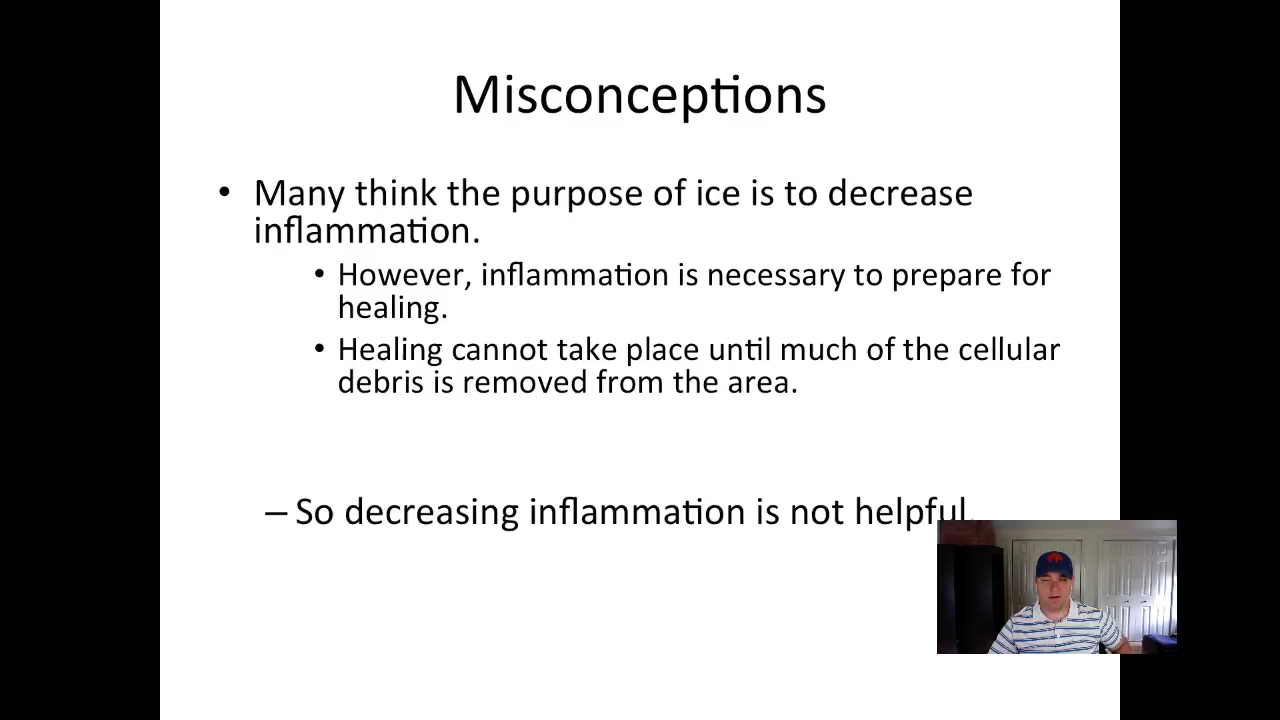 Misconceptions
• Many think the purpose of ice is to decrease
inflammation.
• However, inflammation is necessary to prepare for
healing.
• Healing cannot take place until much of the cellular
debris is removed from the area.
– So decreasing inflammation is not helpful.